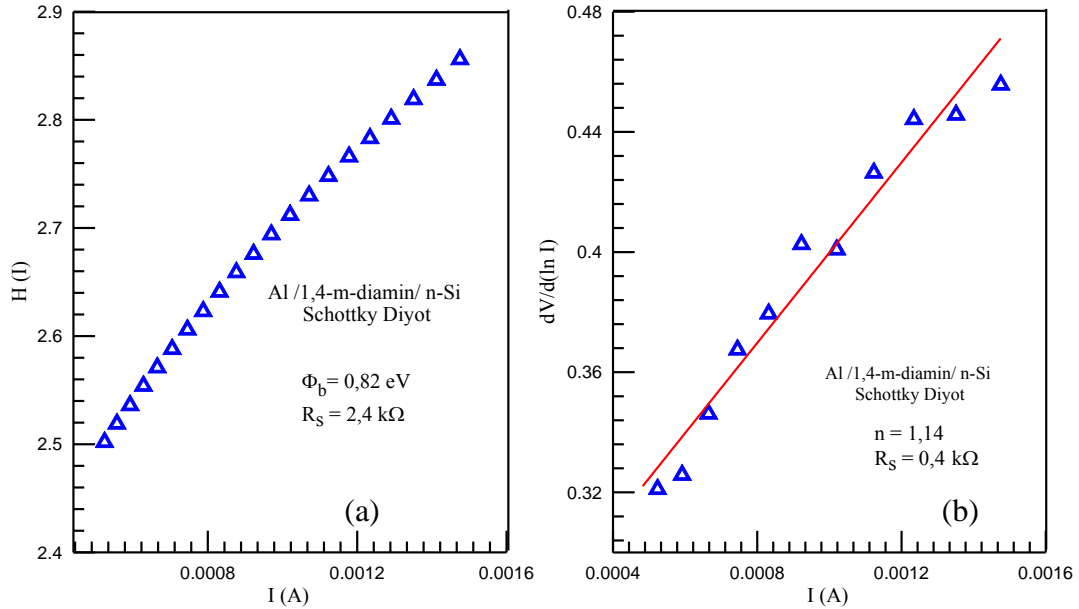 2.9
2.8
2.7
2.6
2.5
2.4
H (I)
Al /1,4-m-diamin/ n-Si
Schottky Diyot
Φb = 0,82 eV
RS = 2,4 kΩ
(a)
0.0008
0.0012
0.0016
I (A)
0.48
0.44
0.4
0.36
0.32
dV/d(ln I)
Al /1,4-m-diamin/ n-Si
Schottky Diyot
n = 1,14
RS = 0,4 kΩ
(b)
0.0004
0.0008
0.0012
0.0016
I (A)